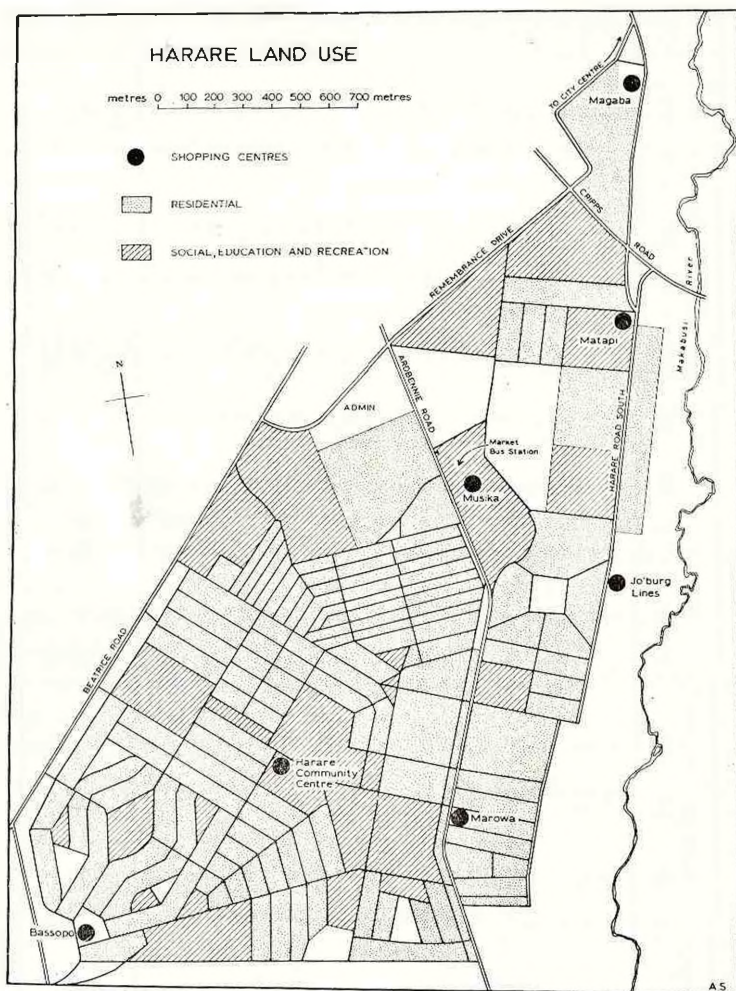 HARARE LAND USE
metres 0 100 200 300 400 500 600 700 metres
SHOPPING CENTRES
RESIDENTIAL
SOCIAL, EDUCATION AND RECREATION
TO CITY CENTRE
Magaba
CRIPPS ROAD
REMEMBRANCE DRIVE
Makabusi River
Matapi
N
ADMIN
ARDBENNIE ROAD
HARARE ROAD SOUTH
Market
Bus Station
Musika
Jo'burg
Lines
BEATRICE ROAD
Harare
Community
Centre
Marowa
Bassopo
A S